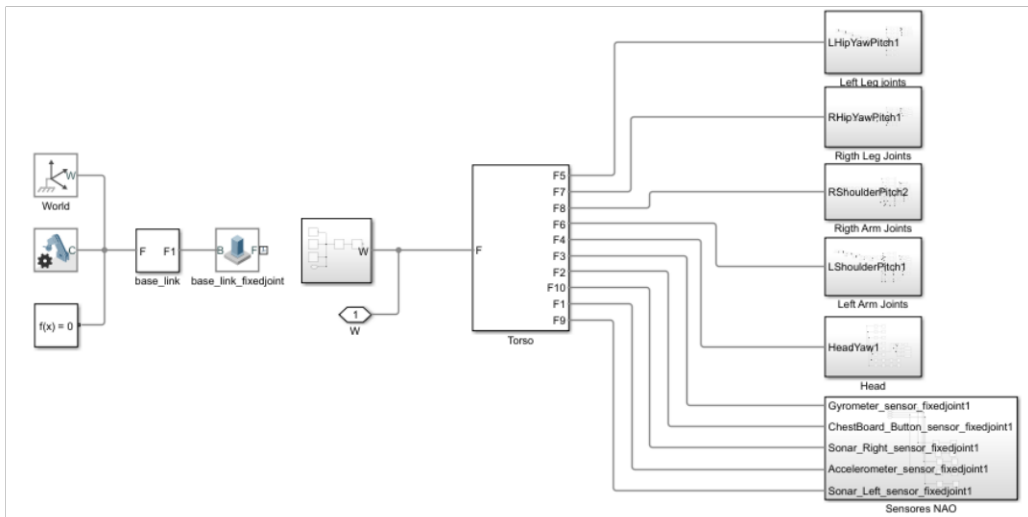 W
World
C
f(x) = 0
F F1
base_link
B F
base_link_fixedjoint
W
1
W
F
F5
F7
F8
F6
F4
F3
F2
F10
F1
F9
Torso
LHipYawPitch1
Left Leg joints
RHipYawPitch1
Rigth Leg Joints
RShoulderPitch2
Rigth Arm Joints
LShoulderPitch1
Left Arm Joints
HeadYaw1
Head
Gyrometer_sensor_fixedjoint1
ChestBoard_Button_sensor_fixedjoint1
Sonar_Right_sensor_fixedjoint1
Accelerometer_sensor_fixedjoint1
Sonar_Left_sensor_fixedjoint1
Sensores NAO